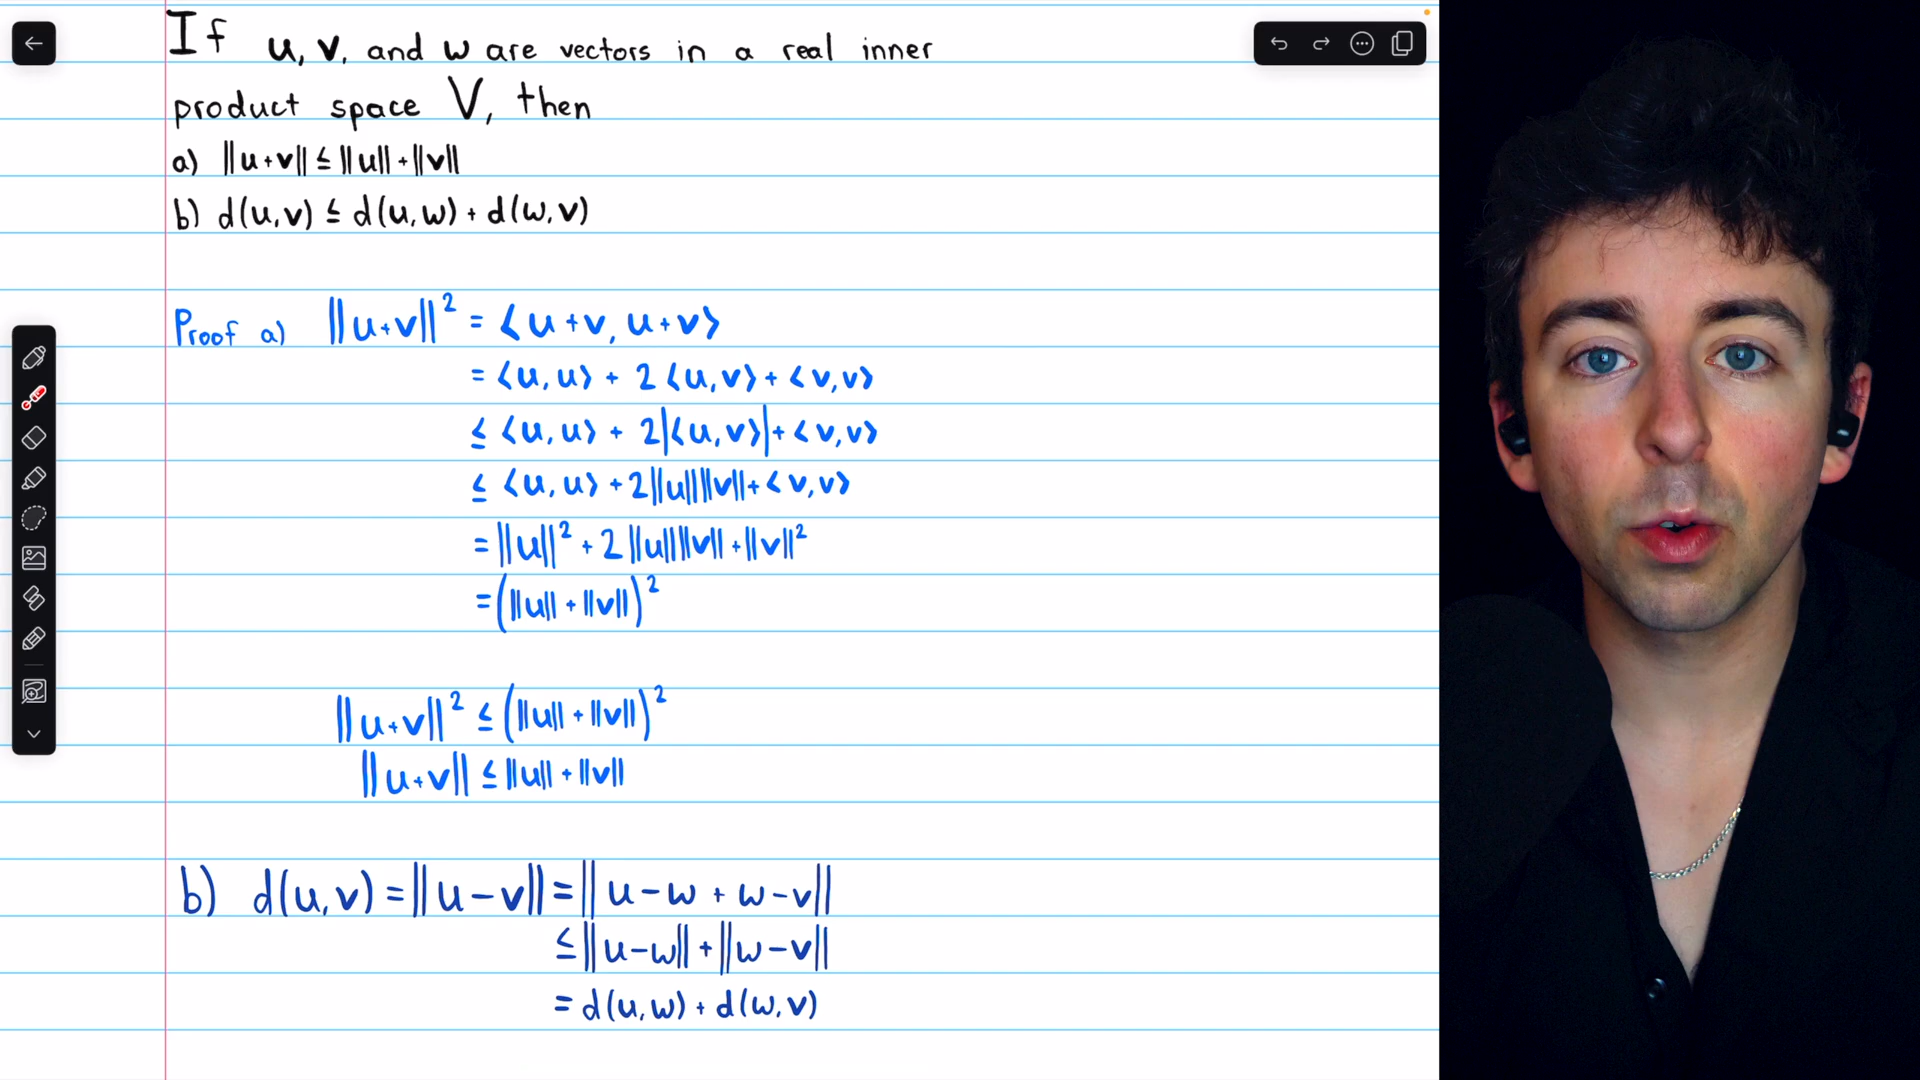 If u, v, and w are vectors in a real inner
product space V, then
a) ||u+v|| ≤ ||u|| + ||v||
b) d(u,v) ≤ d(u,w) + d(w,v)
Proof a) ||u+v||² = ⟨u+v, u+v⟩
= ⟨u,u⟩ + 2⟨u,v⟩ + ⟨v,v⟩
≤ ⟨u,u⟩ + 2|⟨u,v⟩| + ⟨v,v⟩
≤ ⟨u,u⟩ + 2||u||||v|| + ⟨v,v⟩
= ||u||² + 2||u||||v|| + ||v||²
= (||u|| + ||v||)²
||u+v||² ≤ (||u|| + ||v||)²
||u+v|| ≤ ||u|| + ||v||
b) d(u,v) = ||u-v|| = ||u-w + w-v||
≤ ||u-w|| + ||w-v||
= d(u,w) + d(w,v)